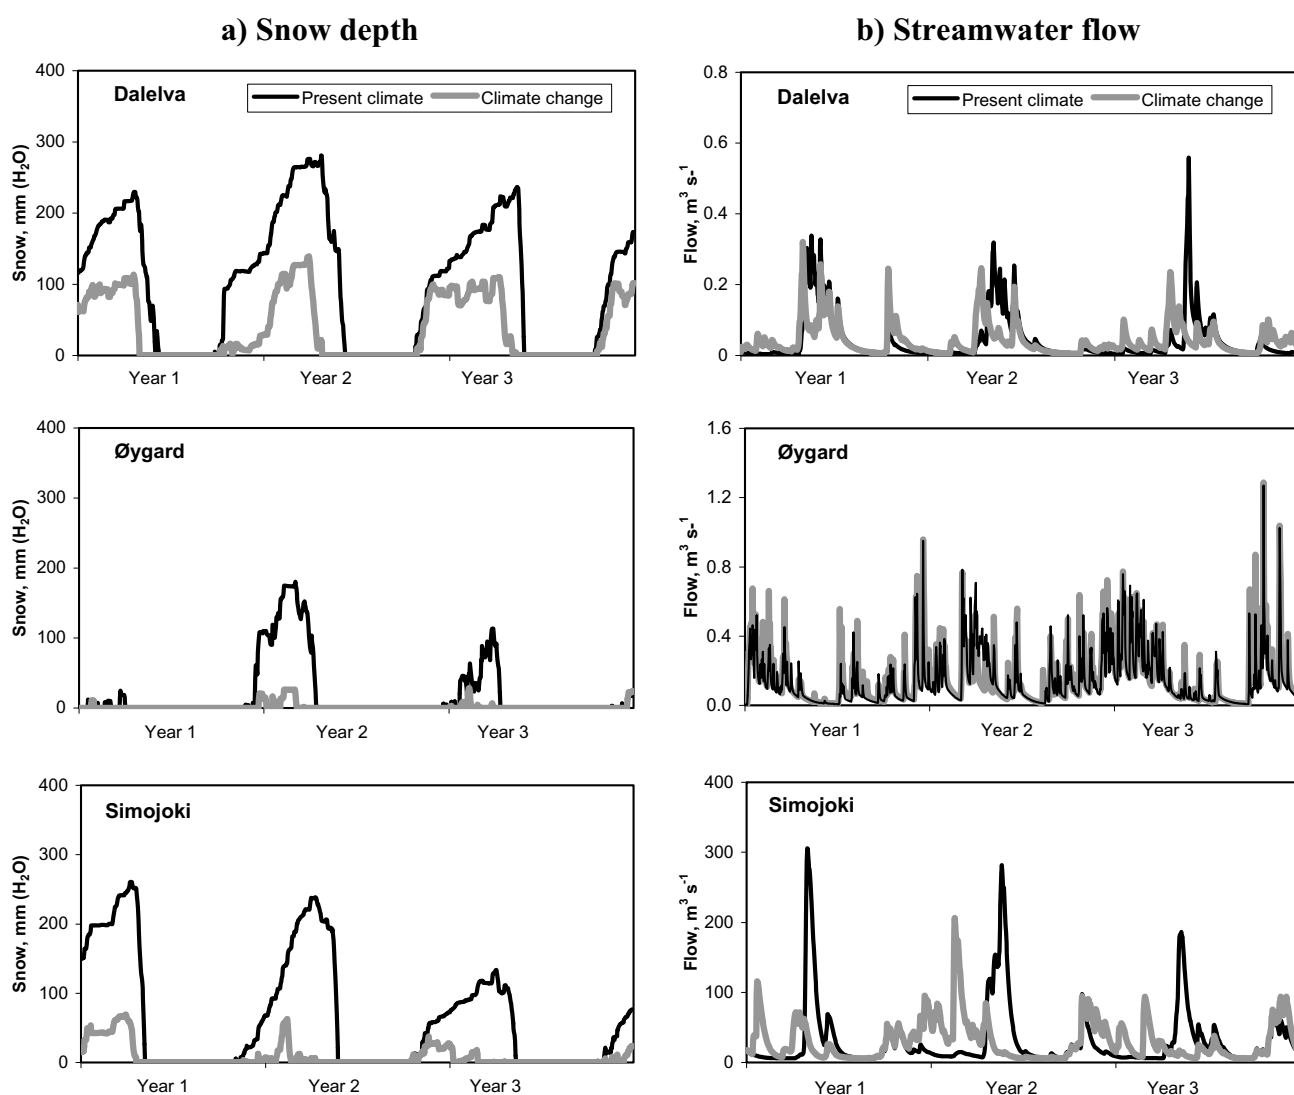 a) Snow depth
b) Streamwater flow
400
300
200
100
0
Snow, mm (H₂O)
Dalelva
Present climate
Climate change
Year 1
Year 2
Year 3
0.8
0.6
0.4
0.2
0
Flow, m³ s-¹
Dalelva
Present climate
Climate change
Year 1
Year 2
Year 3
400
300
200
100
0
Snow, mm (H₂O)
Øygard
Year 1
Year 2
Year 3
1.6
1.2
0.8
0.4
0.0
Flow, m³ s-¹
Øygard
Year 1
Year 2
Year 3
400
300
200
100
0
Snow, mm (H₂O)
Simojoki
Year 1
Year 2
Year 3
400
300
200
100
0
Flow, m³ s⁻¹
Simojoki
Year 1
Year 2
Year 3